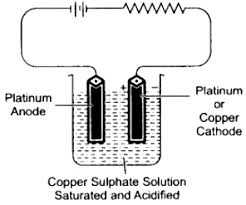 Platinum
Anode
+ -
Platinum
or
Copper
Cathode
Copper Sulphate Solution
Saturated and Acidified